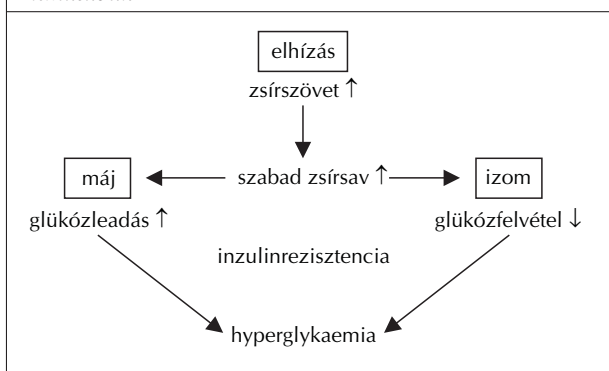 elhízás
zsírszövet ↑
máj
szabad zsírsav ↑
izom
glükózleadás ↑
glükózfelvétel ↓
inzulinrezisztencia
hyperglykaemia